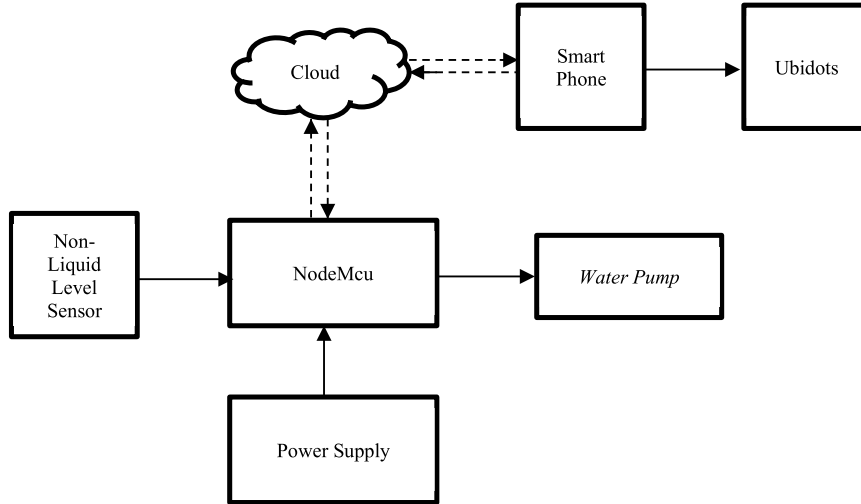 Cloud
Smart
Phone
Ubidots
Non-
Liquid
Level
Sensor
NodeMcu
Water Pump
Power Supply